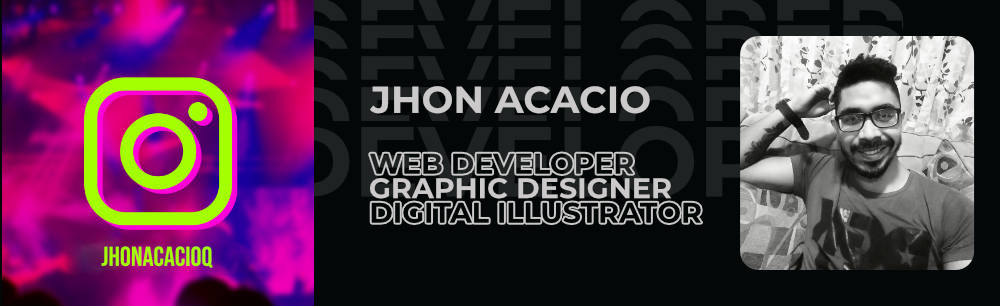 JHONACACIOQ
DEVELOPER
DEVELOPER
DEVELOPER
JHON ACACIO
WEB DEVELOPER
GRAPHIC DESIGNER
DIGITAL ILLUSTRATOR